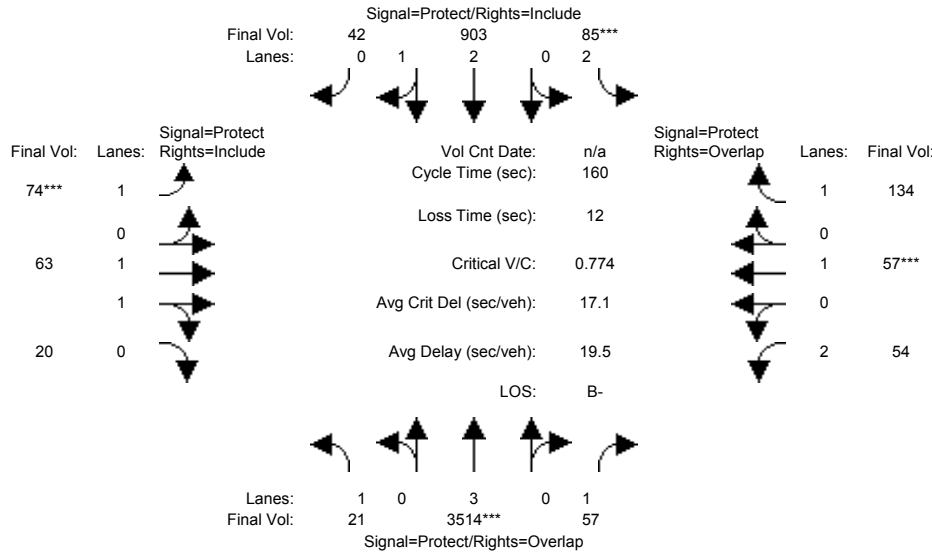 Signal=Protect/Rights=Include
Final Vol: 42 903 85***
Lanes: 0 1 2 0 2
Signal=Protect
Final Vol: Lanes: Rights=Include
Vol Cnt Date: n/a
Signal=Protect
Rights=Overlap Lanes: Final Vol:
Cycle Time (sec): 160
74*** 1
1 134
Loss Time (sec): 12
0
0
63 1
Critical V/C: 0.774
1 57***
1
Avg Crit Del (sec/veh): 17.1
0
20 0
Avg Delay (sec/veh): 19.5
2 54
LOS: B-
Lanes: 1 0 3 0 1
Final Vol: 21 3514*** 57
Signal=Protect/Rights=Overlap